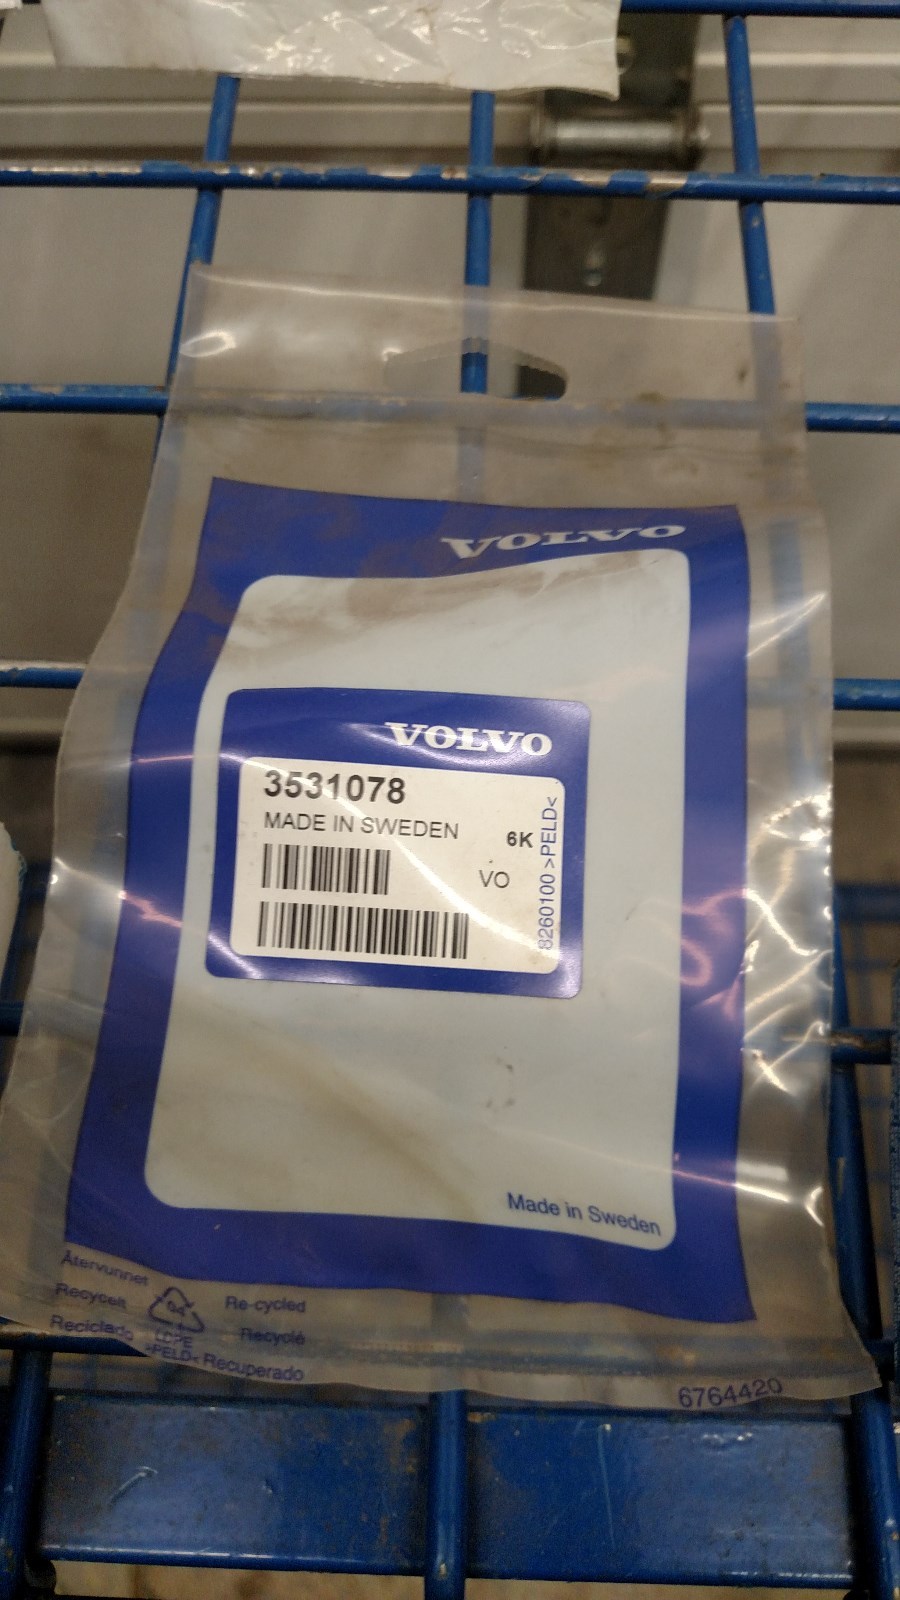 VOLVO
VOLVO
3531078
MADE IN SWEDEN
6K
VO
8260100 >PELD<
Made in Sweden
Återvunnet
Recycelt
Reciclado
04
LDPE
>PELD<
Re-cycled
Recyclé
Recuperado
6764420